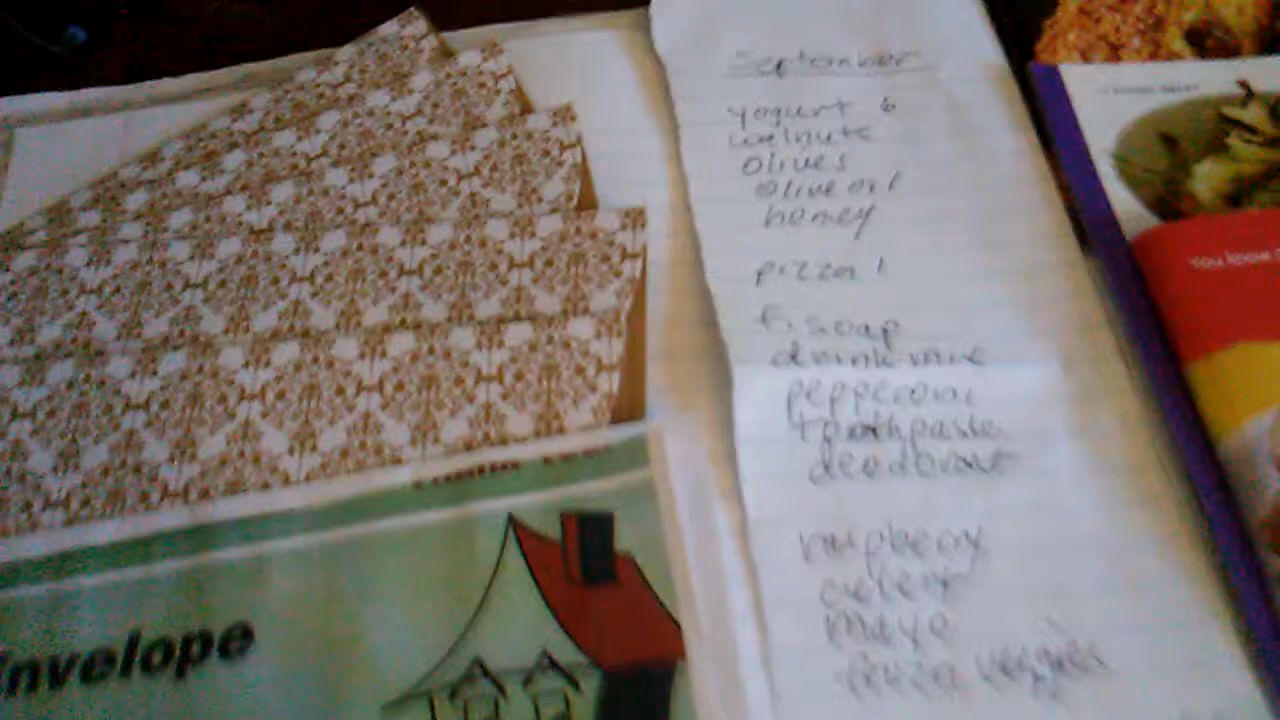 September
yogurt 6
walnuts
olives
olive oil
honey
pizza!
soap
drink mix
pepperoni
toothpaste
deodorant
raspberry
celery
mayo
veggies
Envelope
You know